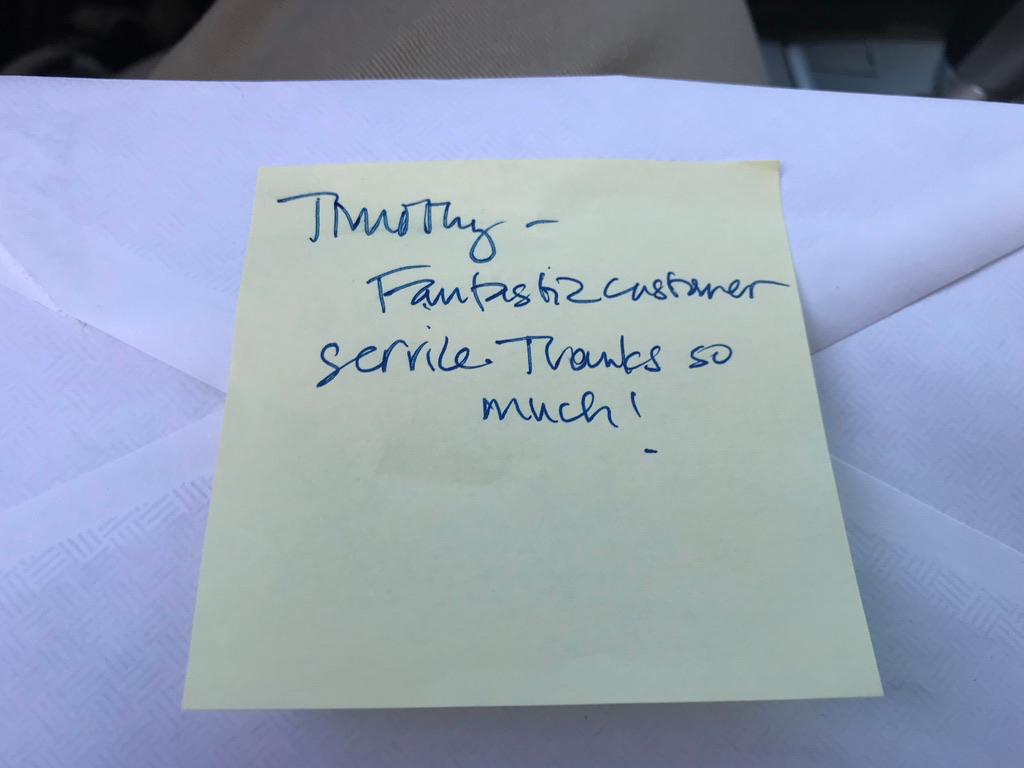 Timothy -
Fantastic customer
service. Thanks so
much!